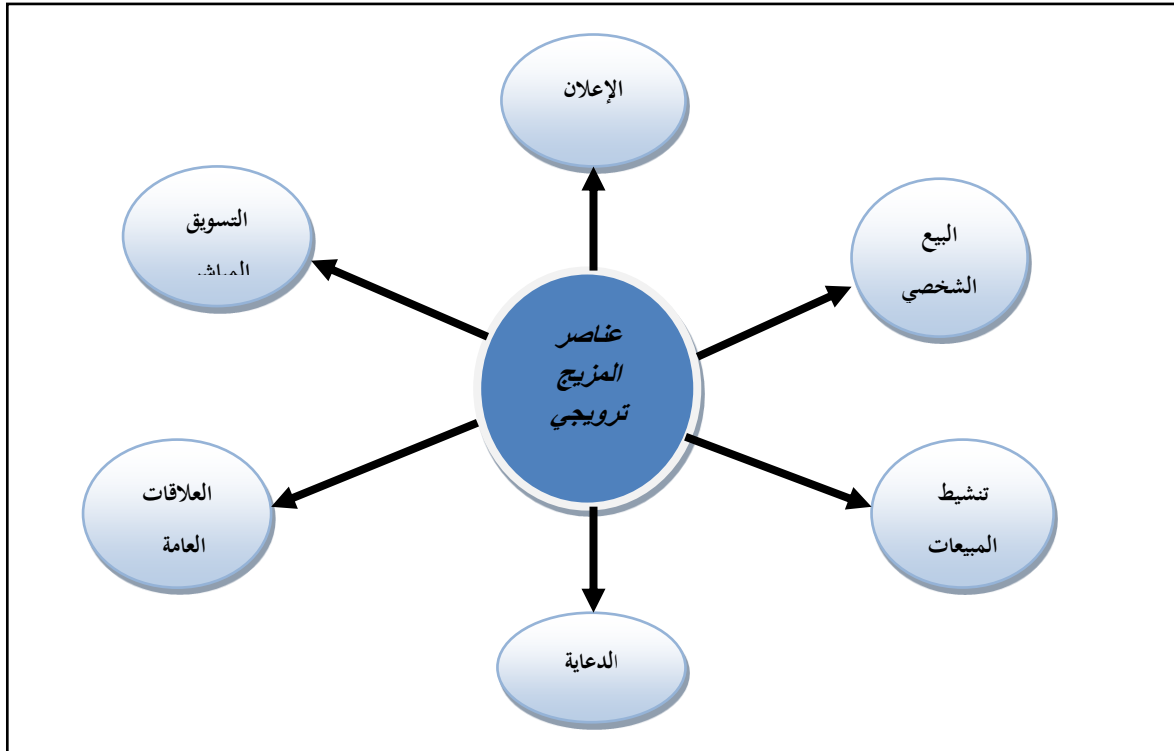 الإعلان
البيع
الشخصي
التسويق
عناصر
المزيج
ترويجي
تنشيط
المبيعات
العلاقات
العامة
الدعاية